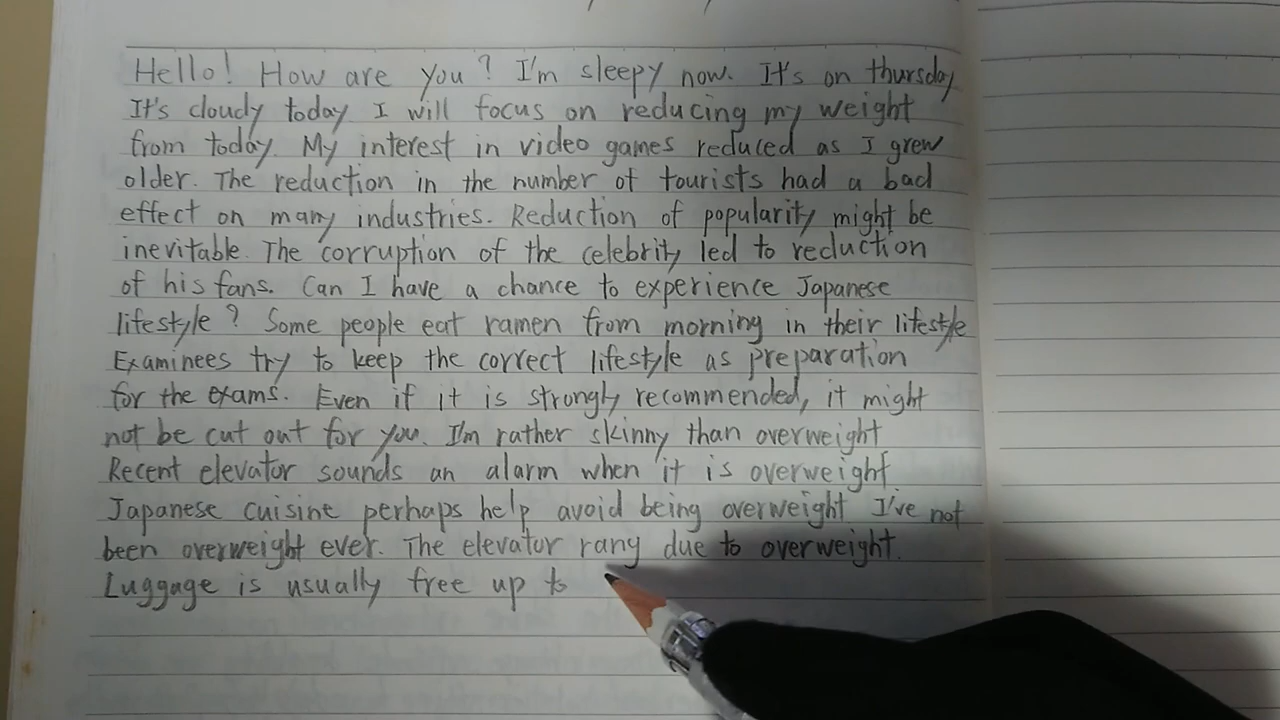 Hello! How are you? I'm sleepy now. It's on thursday
It's cloudy today. I will focus on reducing my weight
from today. My interest in video games reduced as I grew
older. The reduction in the number of tourists had a bad
effect on many industries. Reduction of popularity might be
inevitable. The corruption of the celebrity led to reduction
of his fans. Can I have a chance to experience Japanese
lifestyle? Some people eat ramen from morning in their lifestyle
Examinees try to keep the correct lifestyle as preparation
for the exams. Even if it is strongly recommended, it might
not be cut out for you. I'm rather skinny than overweight
Recent elevator sounds an alarm when it is overweight.
Japanese cuisine perhaps help avoid being overweight. I've not
been overweight ever. The elevator rang due to overweight.
Luggage is usually free up to